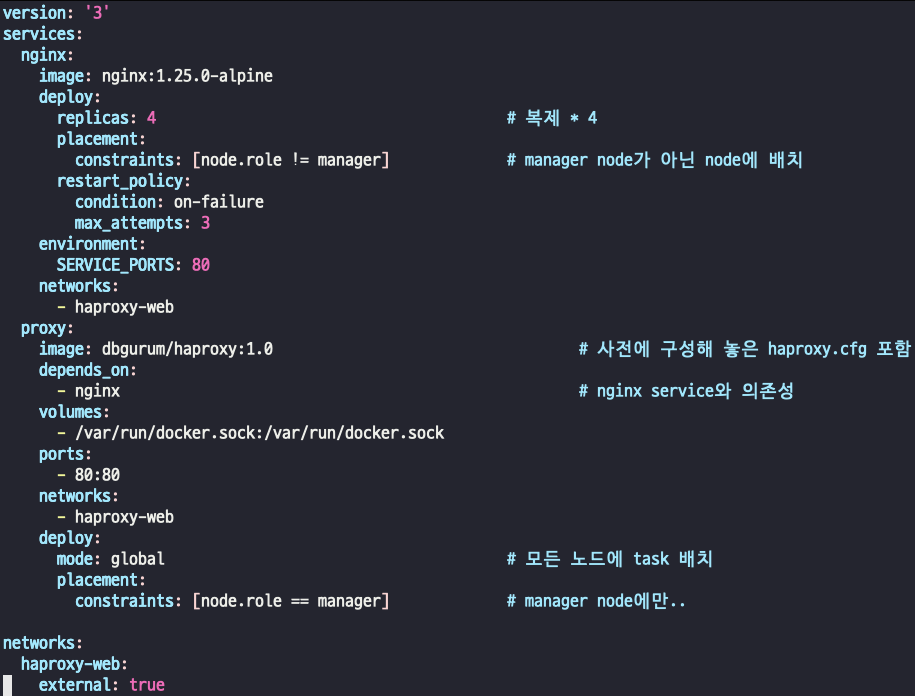 version: '3'
services:
  nginx:
    image: nginx:1.25.0-alpine
    deploy:
      replicas: 4                                       # 복제 * 4
      placement:
        constraints: [node.role != manager]             # manager node가 아닌 node에 배치
      restart_policy:
        condition: on-failure
        max_attempts: 3
    environment:
      SERVICE_PORTS: 80
    networks:
      - haproxy-web
  proxy:
    image: dbgurum/haproxy:1.0                                  # 사전에 구성해 놓은 haproxy.cfg 포함
    depends_on:
      - nginx                                                   # nginx service와 의존성
    volumes:
      - /var/run/docker.sock:/var/run/docker.sock
    ports:
      - 80:80
    networks:
      - haproxy-web
    deploy:
      mode: global                                      # 모든 노드에 task 배치
      placement:
        constraints: [node.role == manager]             # manager node에만..

networks:
  haproxy-web:
    external: true